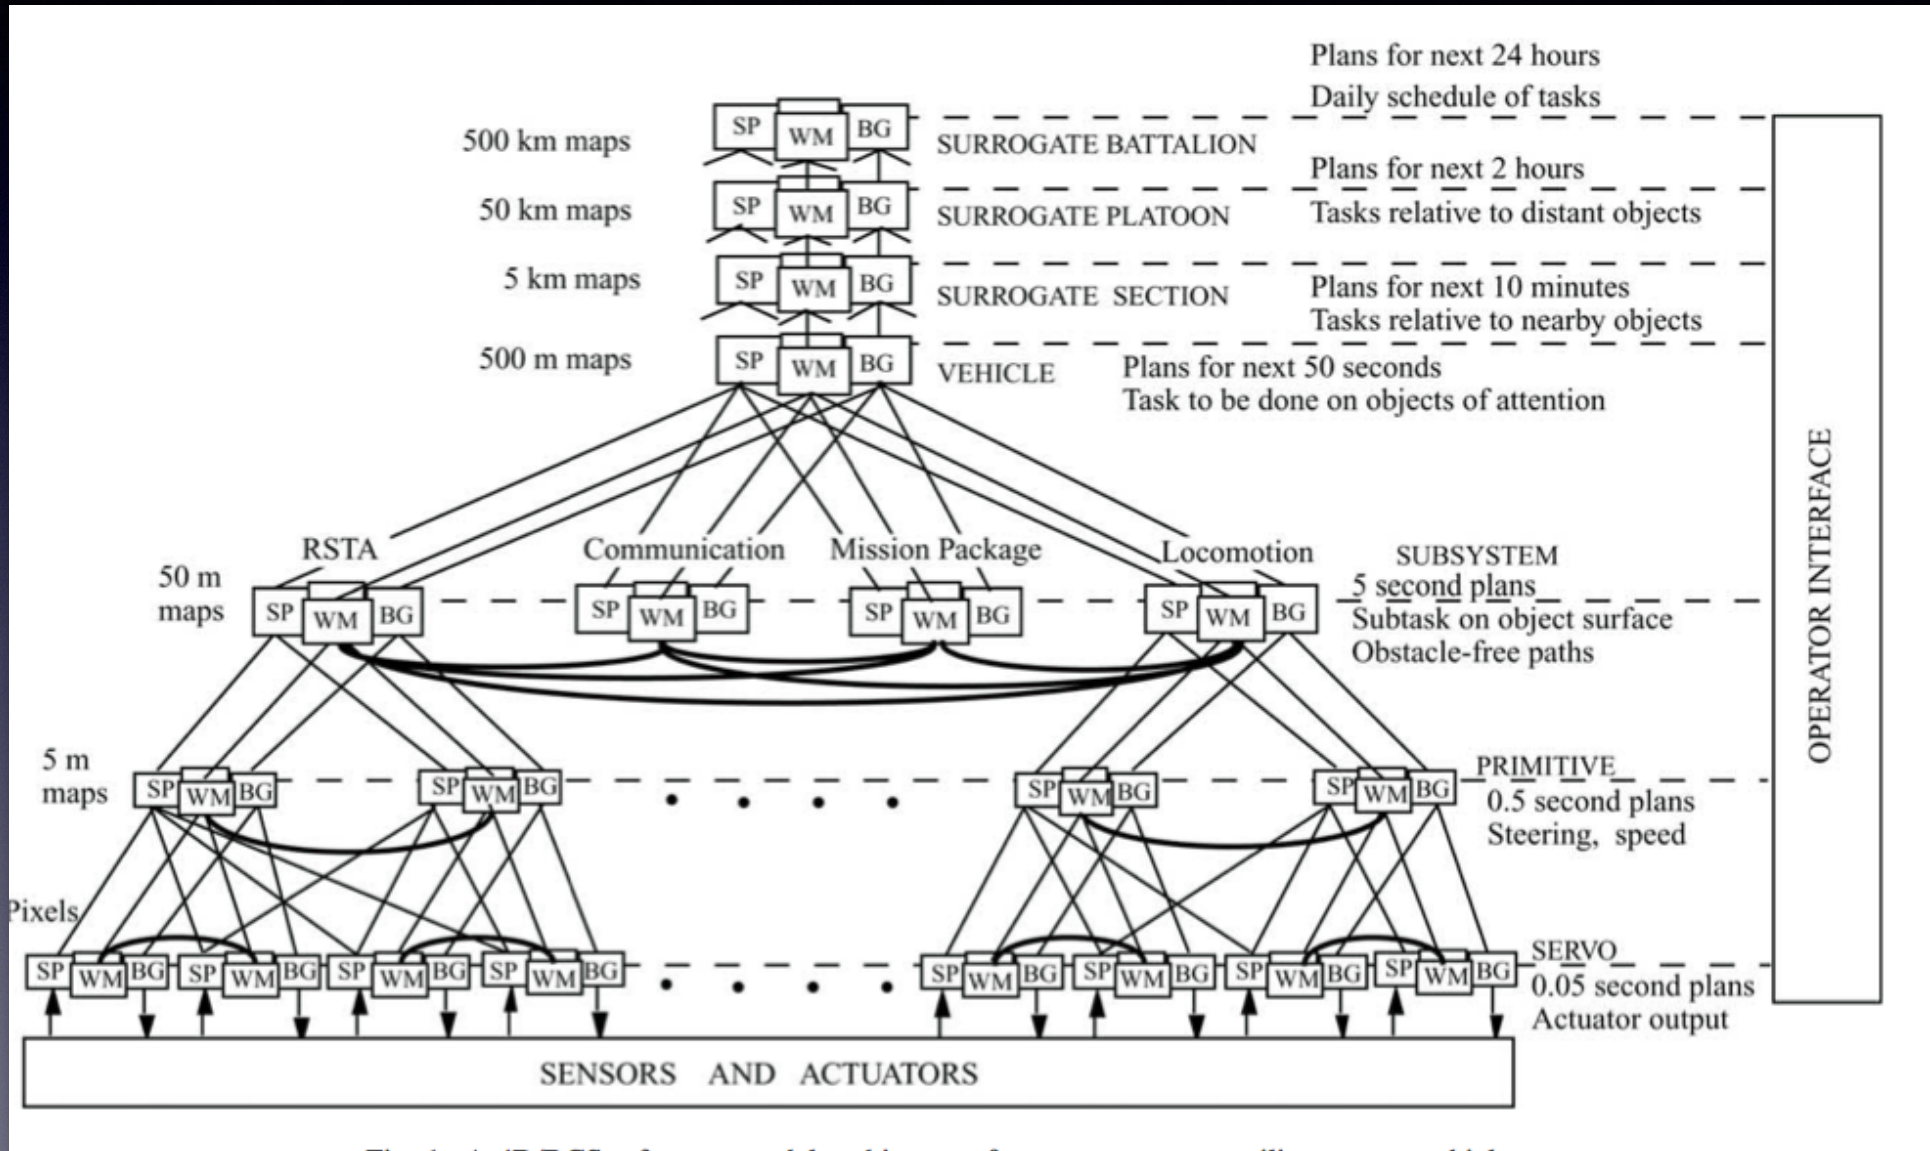 Plans for next 24 hours
Daily schedule of tasks
500 km maps
SP WM BG
SURROGATE BATTALION
Plans for next 2 hours
50 km maps
SP WM BG
SURROGATE PLATOON
Tasks relative to distant objects
5 km maps
SP WM BG
SURROGATE SECTION
Plans for next 10 minutes
Tasks relative to nearby objects
500 m maps
SP WM BG
VEHICLE
Plans for next 50 seconds
Task to be done on objects of attention
OPERATOR INTERFACE
RSTA
Communication
Mission Package
Locomotion
SUBSYSTEM
50 m
maps
SP WM BG
SP WM BG
SP WM BG
SP WM BG
5 second plans
Subtask on object surface
Obstacle-free paths
5 m
maps
SP WM BG
SP WM BG
SP WM BG
SP WM BG
PRIMITIVE
0.5 second plans
Steering, speed
Pixels
SP WM BG
SP WM BG
SP WM BG
SP WM BG
SP WM BG
SP WM BG
SP WM BG
SP WM BG
SERVO
0.05 second plans
Actuator output
SENSORS AND ACTUATORS